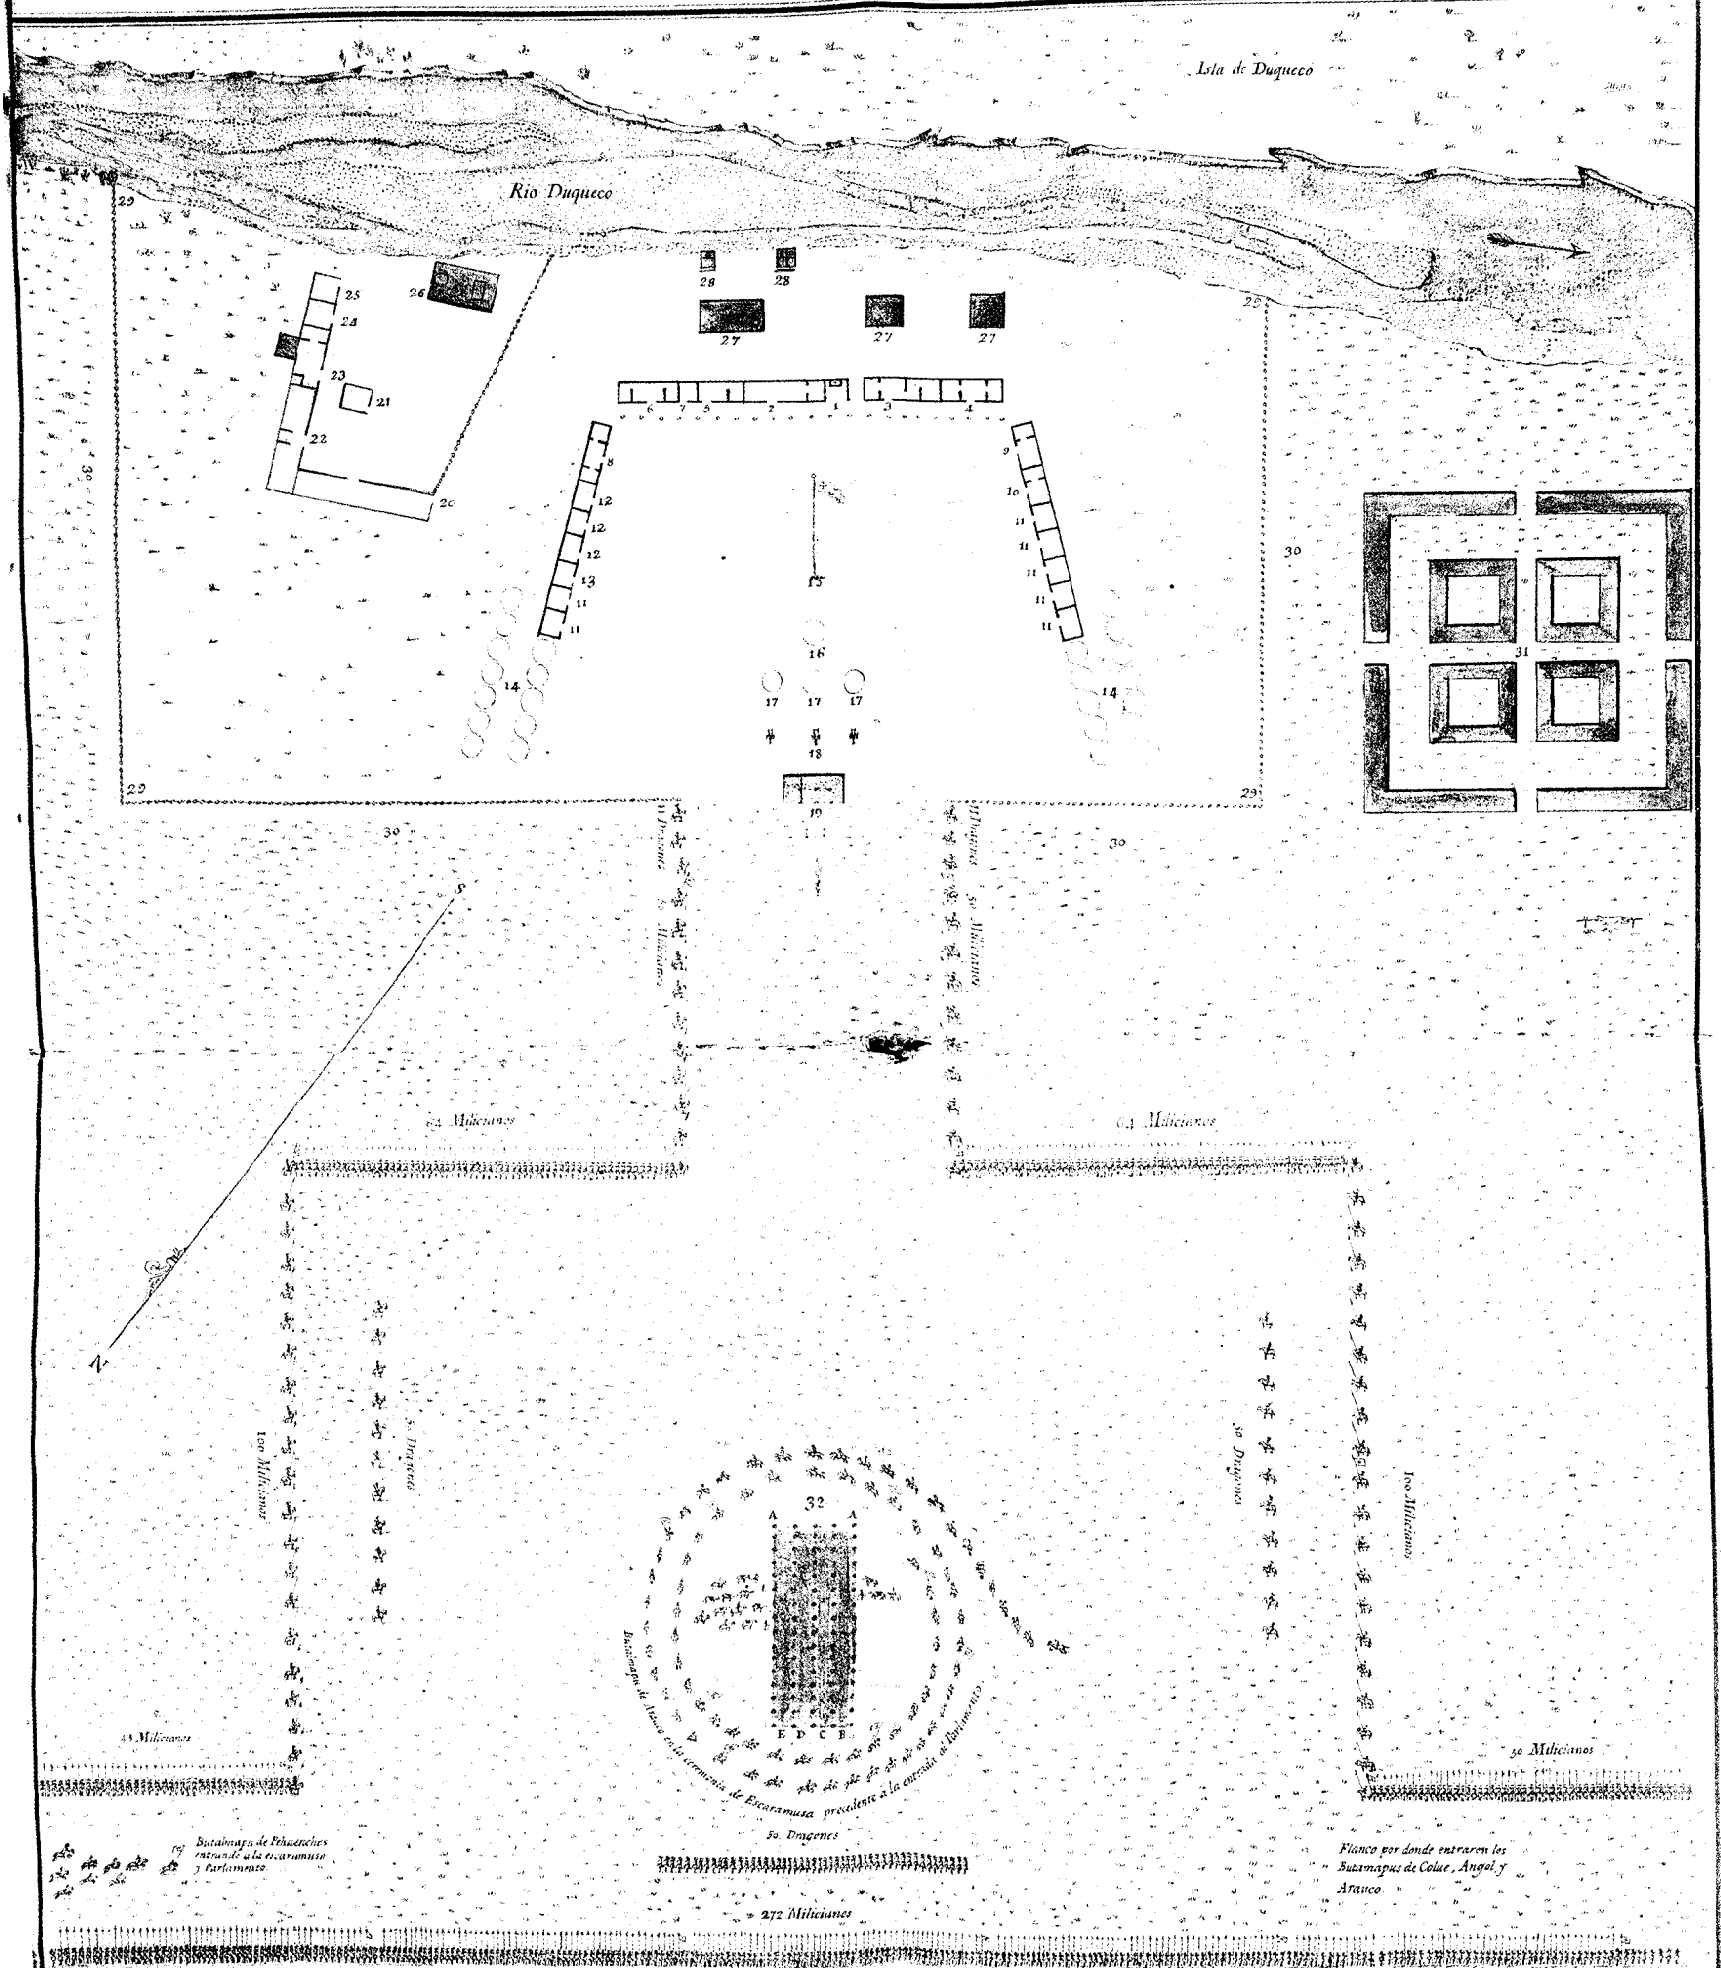 Isla de Duqueco
Rio Duqueco
29
28
28
25
26
24
27
27
27
23
21
22
20
6 7 5 2 1 3 4
8
12
12
12
13
11
11
9
10
11
11
11
11
11
30
30
15
16
14
17 17 17
14
18
19
29
29
31
30
30
50 Milicianos
S
64 Milicianos
N
100 Milicianos
50 Dragones
50 Dragones
100 Milicianos
32
A A
E D C B
Butalmapu de Arauco en la ceremonia de Escaramusa precedente a la entrada a Parlamento
Milicianos
50 Milicianos
50. Dragones
Butalmapu de Pehuenches
entrando a la escaramusa
y Parlamento.
Flanco por donde entraron los
Butamapus de Colue, Angol y
Arauco
272 Milicianos